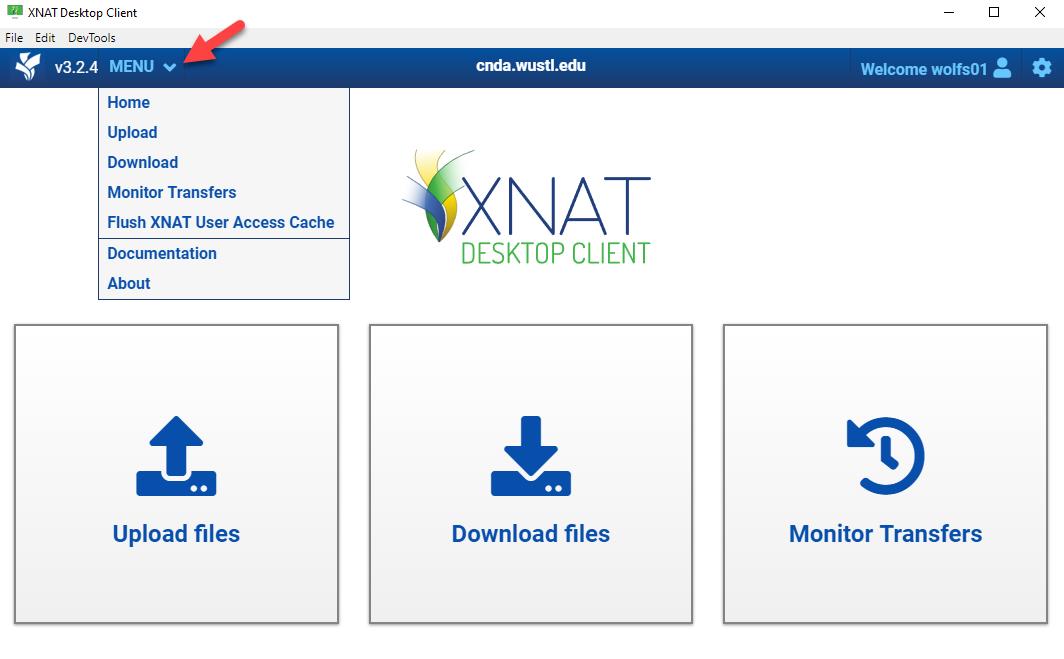 XNAT Desktop Client
File Edit DevTools
v3.2.4 MENU cnda.wustl.edu Welcome wolfs01
Home
Upload
Download
Monitor Transfers
Flush XNAT User Access Cache
Documentation
About
XNAT
DESKTOP CLIENT
Upload files
Download files
Monitor Transfers